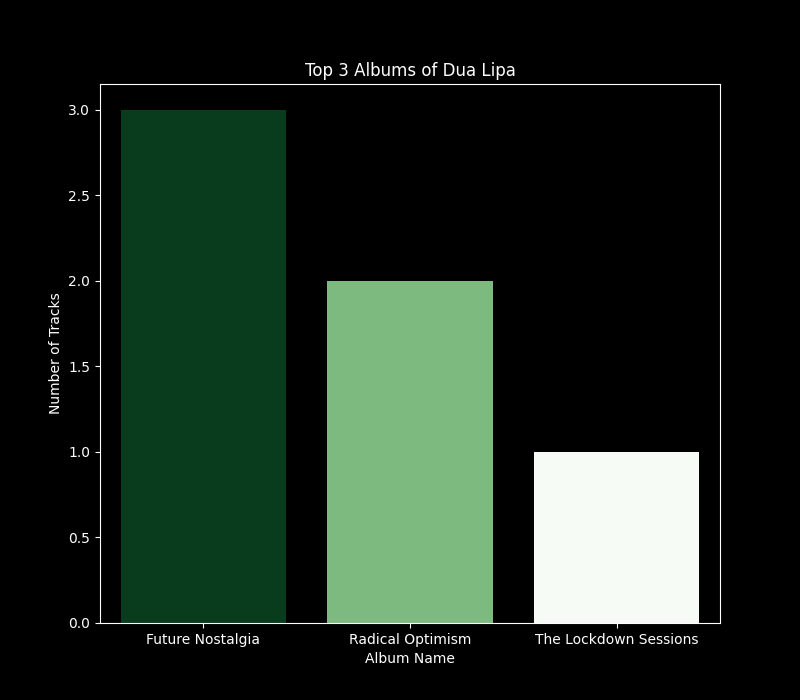 Top 3 Albums of Dua Lipa
3.0
2.5
2.0
1.5
1.0
0.5
0.0
Number of Tracks
Future Nostalgia
Radical Optimism
The Lockdown Sessions
Album Name